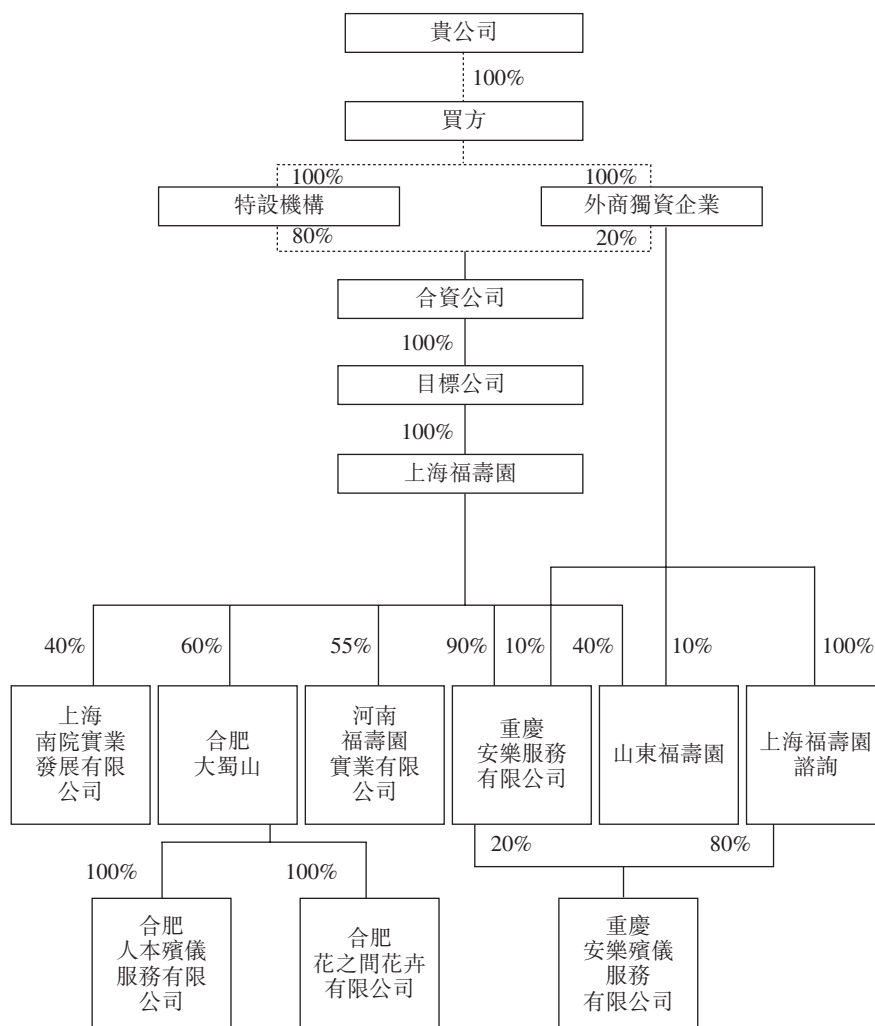 貴公司
100%
買方
100%
100%
特設機構
外商獨資企業
80%
20%
合資公司
100%
目標公司
100%
上海福壽園
40%
60%
55%
90%
10%
40%
10%
100%
上海
南院實業
發展有限
公司
合肥
大蜀山
河南
福壽園
實業有限
公司
重慶
安樂服務
有限公司
山東福壽園
上海福壽園
諮詢
20%
80%
100%
100%
合肥
人本殯儀
服務有限
公司
合肥
花之間花卉
有限公司
重慶
安樂殯儀
服務
有限公司